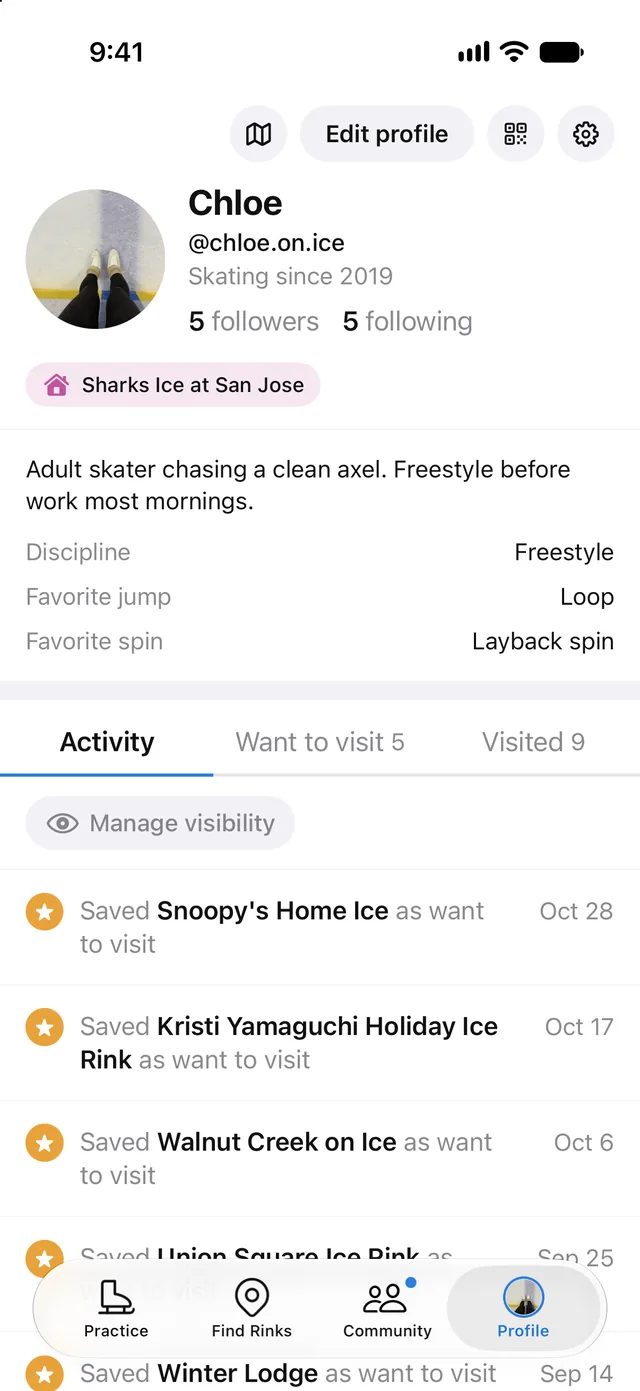 9:41
Edit profile
Chloe
@chloe.on.ice
Skating since 2019
5 followers 5 following
Sharks Ice at San Jose
Adult skater chasing a clean axel. Freestyle before
work most mornings.
Discipline Freestyle
Favorite jump Loop
Favorite spin Layback spin
Activity Want to visit 5 Visited 9
Manage visibility
Saved Snoopy's Home Ice as want Oct 28
to visit
Saved Kristi Yamaguchi Holiday Ice Oct 17
Rink as want to visit
Saved Walnut Creek on Ice as want Oct 6
to visit
Saved Union Square Ice Rink as Sep 25
want to visit
Practice Find Rinks Community Profile
Saved Winter Lodge as want to visit Sep 14